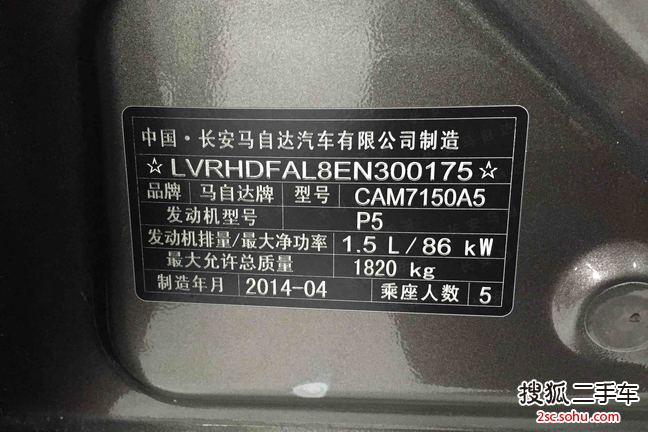 中国·长安马自达汽车有限公司制造
☆LVRHDFAL8EN300175☆
品牌 马自达牌 型号 CAM7150A5
发动机型号 P5
发动机排量/最大净功率 1.5 L/86 kW
最大允许总质量 1820 kg
制造年月 2014-04 乘座人数 5
搜狐二手车
2sc.sohu.com